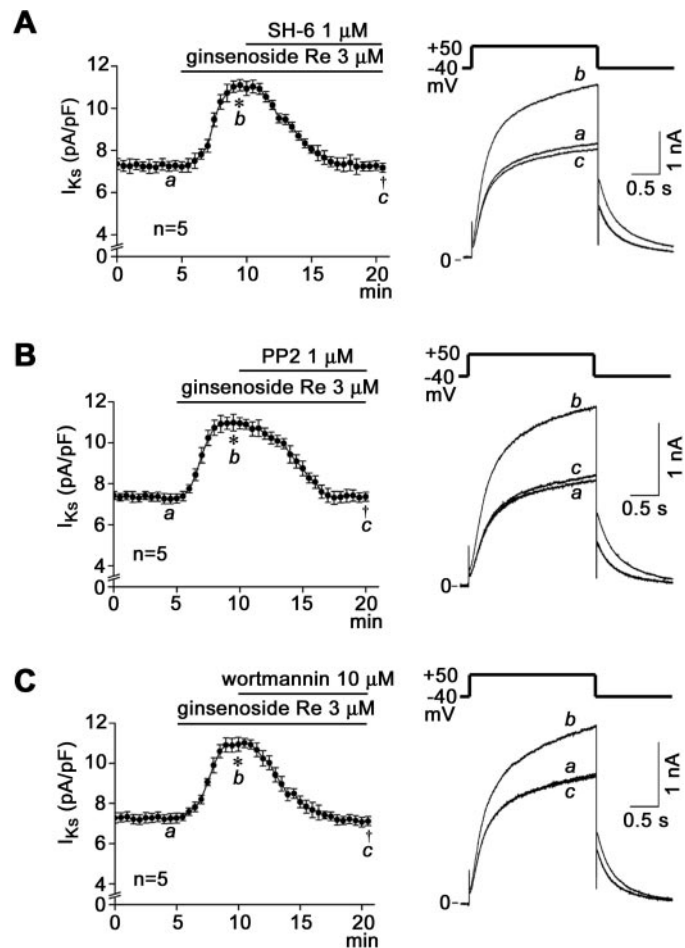 A
SH-6 1 μM
ginsenoside Re 3 μM
I_Ks (pA/pF)
12
10
8
6
4
0
*
b
a
†
c
n=5
0 5 10 15 20
min
+50
-40
mV
b
a
c
1 nA
0.5 s
0
B
PP2 1 μM
ginsenoside Re 3 μM
I_Ks (pA/pF)
12
10
8
6
4
0
*
b
a
†
c
n=5
0 5 10 15 20
min
+50
-40
mV
b
c
a
1 nA
0.5 s
0
C
wortmannin 10 μM
ginsenoside Re 3 μM
I_Ks (pA/pF)
12
10
8
6
4
0
*
b
a
†
c
n=5
0 5 10 15 20
min
+50
-40
mV
b
a
c
1 nA
0.5 s
0